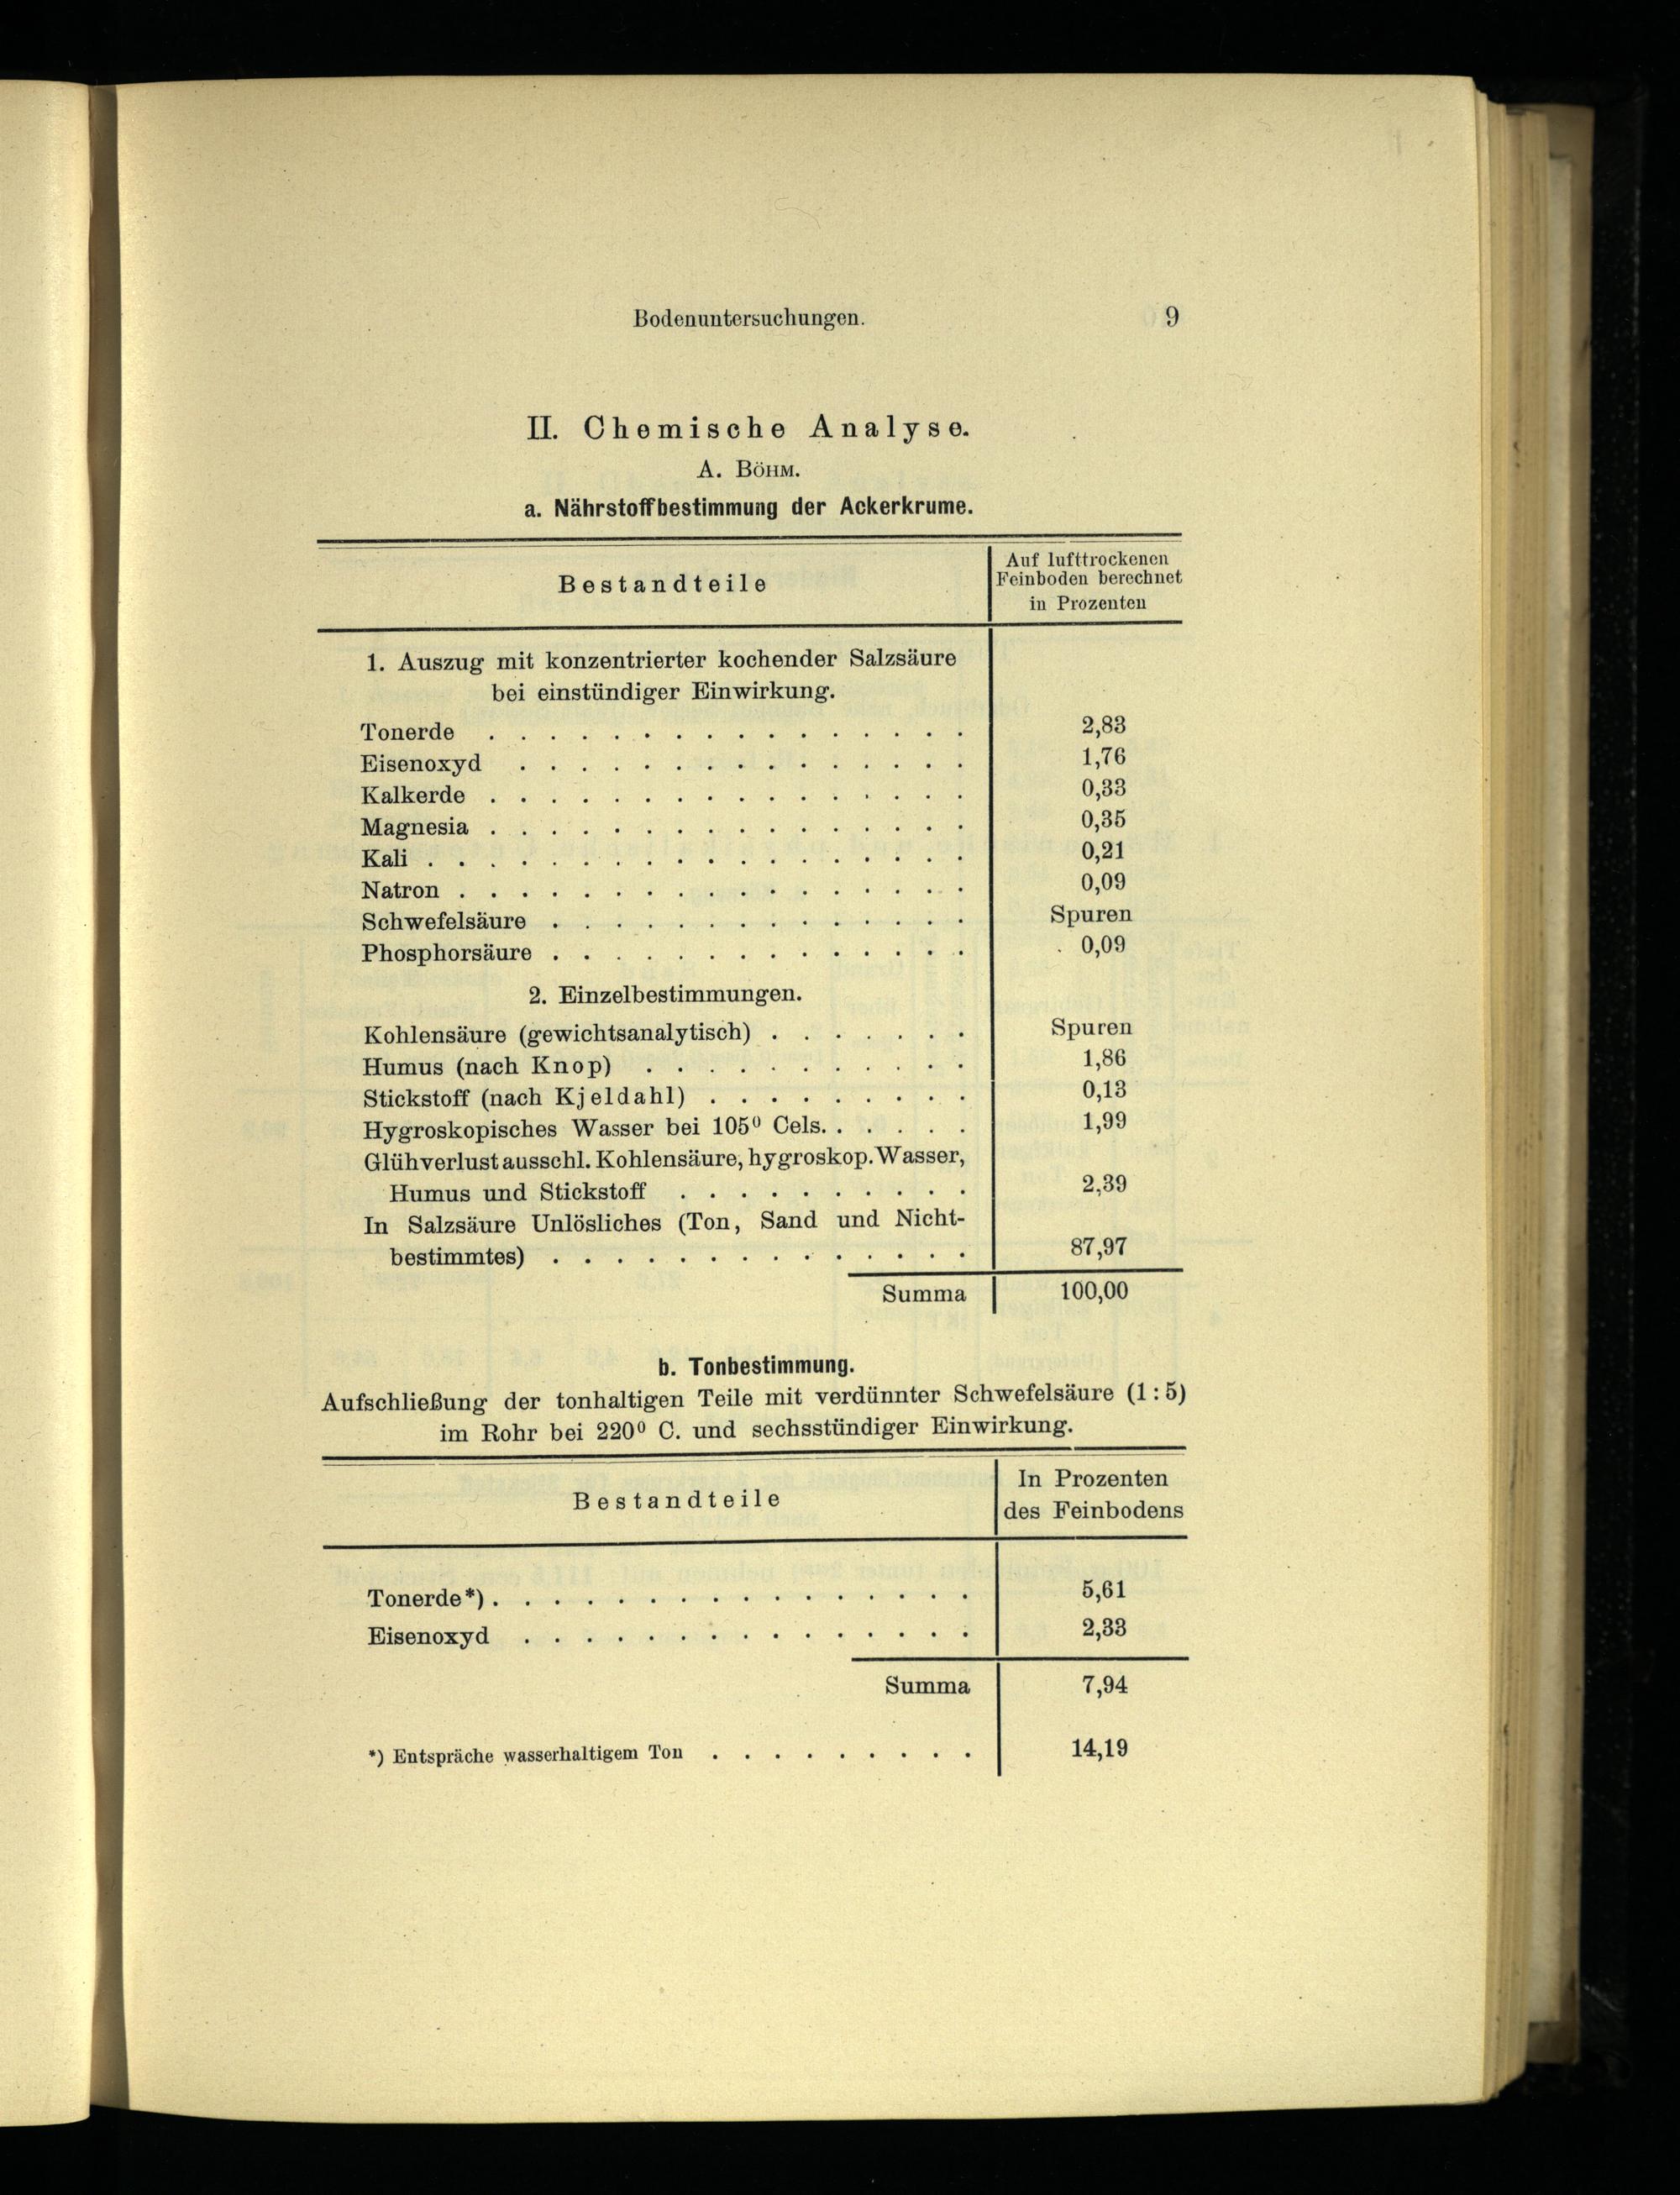 Bodenuntersuchungen. 9
II. Chemische Analyse.
A. BÖHM.
a. Nährstoffbestimmung der Ackerkrume.
Bestandteile
Auf lufttrockenen
Feinboden berechnet
in Prozenten
1. Auszug mit konzentrierter kochender Salzsäure
bei einstündiger Einwirkung.
Tonerde . . . . . . . . . . . . . . . . 2,83
Eisenoxyd . . . . . . . . . . . . . . . 1,76
Kalkerde . . . . . . . . . . . . . . . . 0,33
Magnesia . . . . . . . . . . . . . . . . 0,35
Kali . . . . . . . . . . . . . . . . . . 0,21
Natron . . . . . . . . . . . . . . . . . 0,09
Schwefelsäure . . . . . . . . . . . . . . Spuren
Phosphorsäure . . . . . . . . . . . . . . 0,09
2. Einzelbestimmungen.
Kohlensäure (gewichtsanalytisch) . . . . . . . Spuren
Humus (nach Knop) . . . . . . . . . . . 1,86
Stickstoff (nach Kjeldahl) . . . . . . . . . 0,13
Hygroskopisches Wasser bei 105⁰ Cels. . . . . . 1,99
Glühverlust ausschl. Kohlensäure, hygroskop. Wasser,
Humus und Stickstoff . . . . . . . . . . 2,39
In Salzsäure Unlösliches (Ton, Sand und Nicht-
bestimmtes) . . . . . . . . . . . . . . 87,97
Summa 100,00
b. Tonbestimmung.
Aufschließung der tonhaltigen Teile mit verdünnter Schwefelsäure (1:5)
im Rohr bei 220⁰ C. und sechsstündiger Einwirkung.
Bestandteile
In Prozenten
des Feinbodens
Tonerde*) . . . . . . . . . . . . . . . . 5,61
Eisenoxyd . . . . . . . . . . . . . . . 2,33
Summa 7,94
*) Entspräche wasserhaltigem Ton . . . . . . . . . 14,19